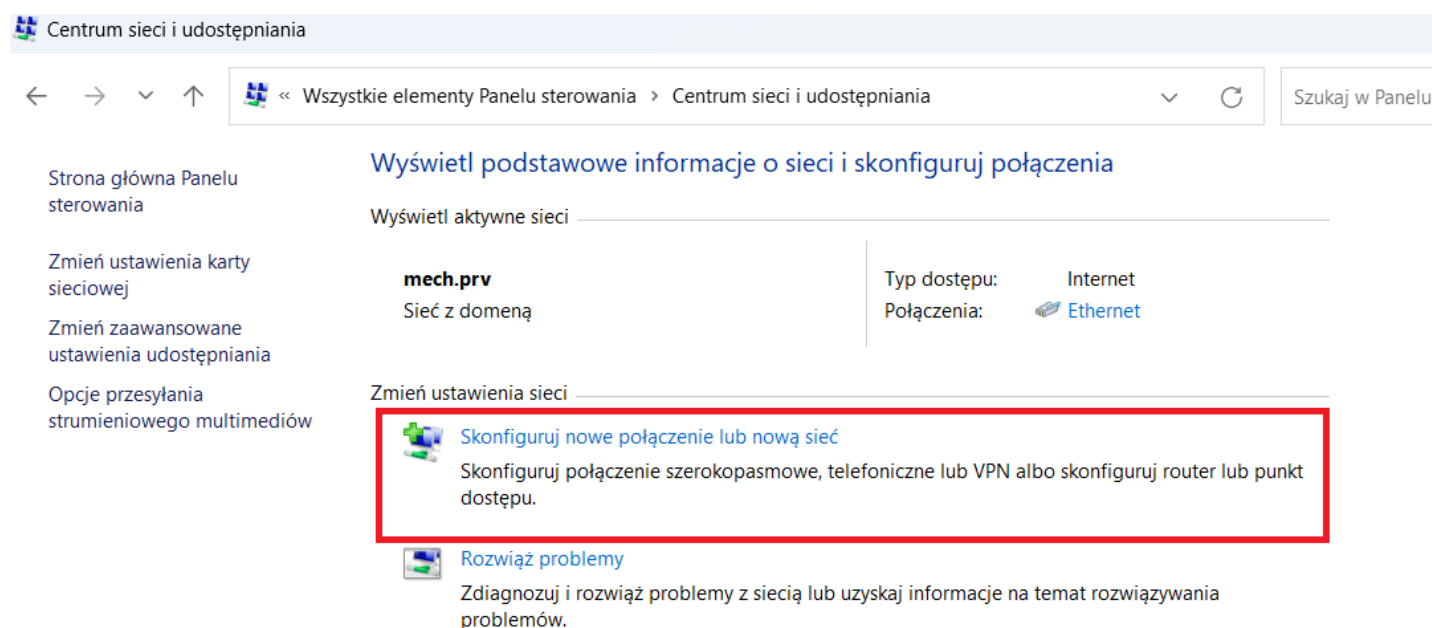 Centrum sieci i udostępniania
« Wszystkie elementy Panelu sterowania > Centrum sieci i udostępniania
Szukaj w Panelu
Strona główna Panelu
sterowania
Zmień ustawienia karty
sieciowej
Zmień zaawansowane
ustawienia udostępniania
Opcje przesyłania
strumieniowego multimediów
Wyświetl podstawowe informacje o sieci i skonfiguruj połączenia
Wyświetl aktywne sieci
mech.prv
Sieć z domeną
Typ dostępu: Internet
Połączenia: Ethernet
Zmień ustawienia sieci
Skonfiguruj nowe połączenie lub nową sieć
Skonfiguruj połączenie szerokopasmowe, telefoniczne lub VPN albo skonfiguruj router lub punkt
dostępu.
Rozwiąż problemy
Zdiagnozuj i rozwiąż problemy z siecią lub uzyskaj informacje na temat rozwiązywania
problemów.